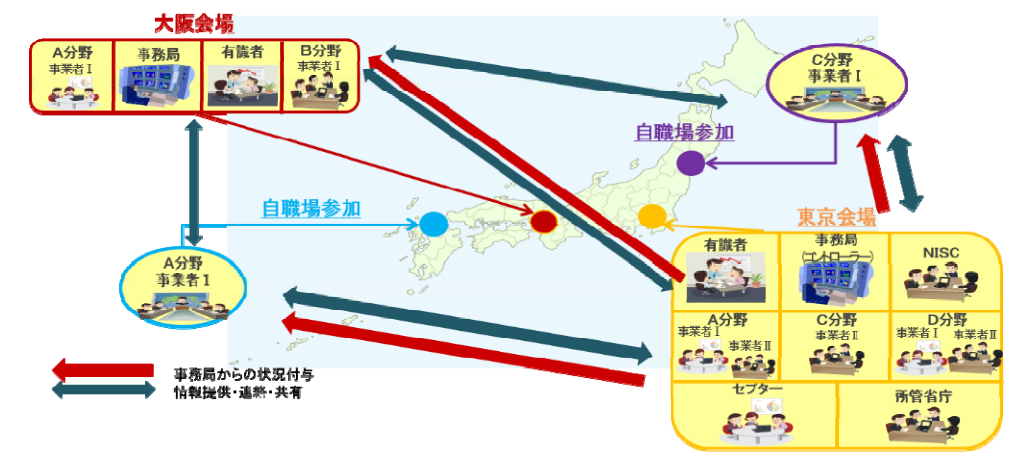 大阪会場
A分野
事業者Ⅰ
事務局
有識者
B分野
事業者Ⅰ
C分野
事業者Ⅰ
自職場参加
自職場参加
A分野
事業者Ⅰ
東京会場
有識者
事務局
(コントローラー)
NISC
A分野
事業者Ⅰ
事業者Ⅱ
C分野
事業者Ⅱ
D分野
事業者Ⅰ
事業者Ⅱ
セプター
所管省庁
事務局からの状況付与
情報提供・連絡・共有